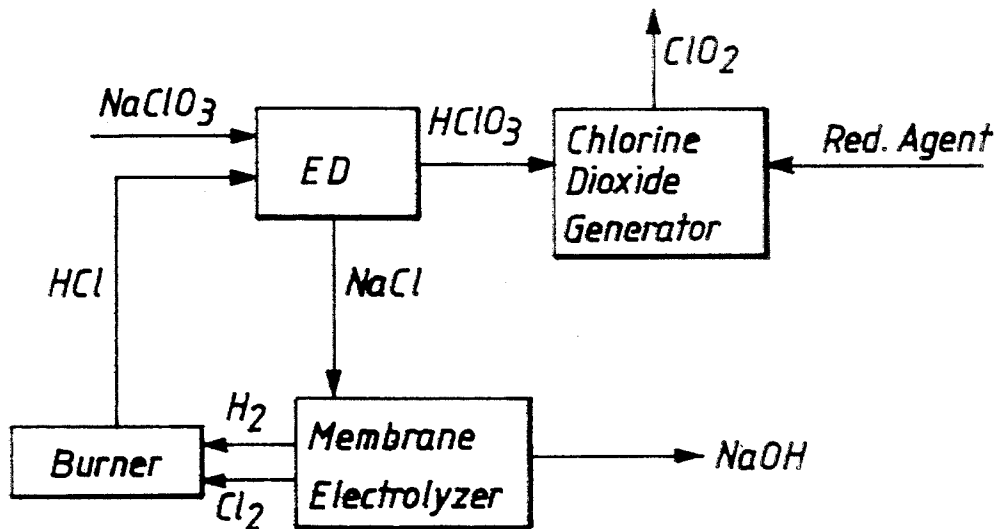 ClO2
NaClO3
HClO3
ED
Chlorine
Dioxide
Generator
Red. Agent
HCl
NaCl
H2
Cl2
Burner
Membrane
Electrolyzer
NaOH